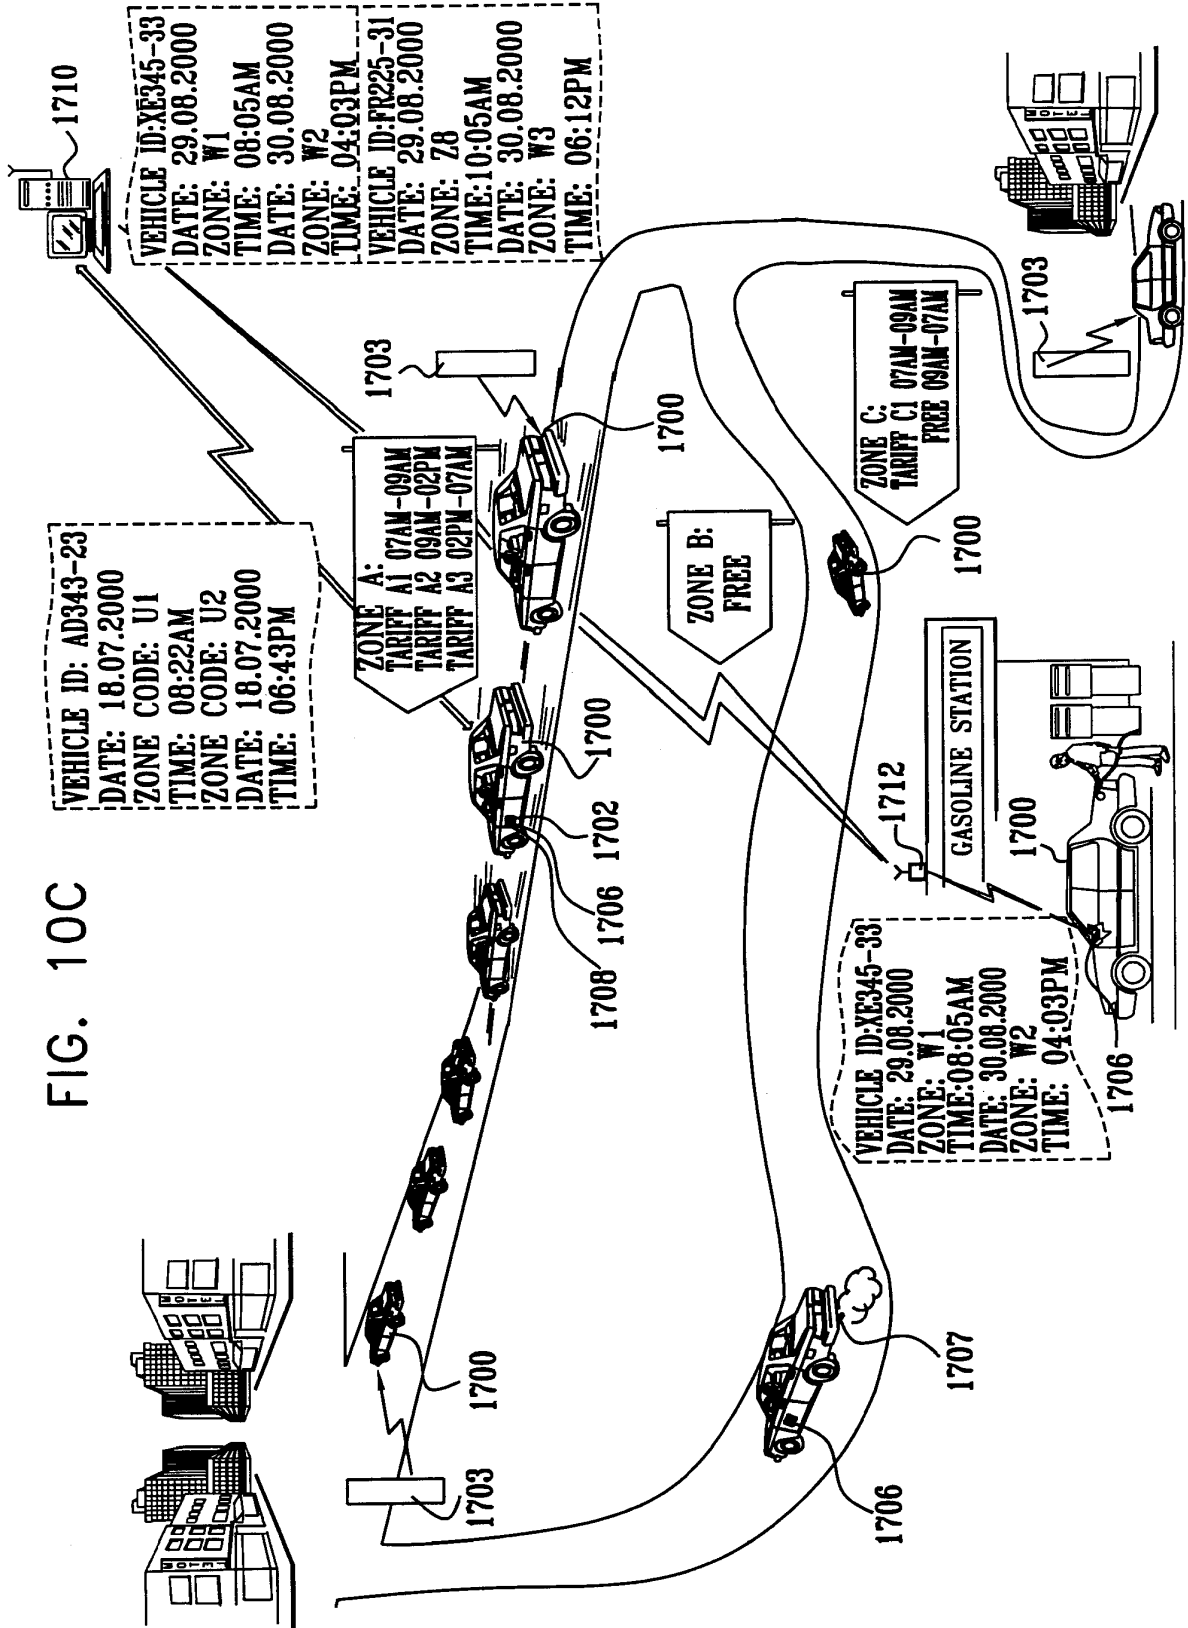 FIG. 10C
VEHICLE ID: AD343-23
DATE: 18.07.2000
ZONE CODE: U1
TIME: 08:22AM
ZONE CODE: U2
DATE: 18.07.2000
TIME: 06:43PM
1710
VEHICLE ID:XE345-33
DATE: 29.08.2000
ZONE: W1
TIME: 08:05AM
DATE: 30.08.2000
ZONE: W2
TIME: 04:03PM
VEHICLE ID:FR225-31
DATE: 29.08.2000
ZONE: Z8
TIME:10:05AM
DATE: 30.08.2000
ZONE: W3
TIME: 06:12PM
MOTEL
MOTEL
1703
1700
ZONE A:
TARIFF A1 07AM-09AM
TARIFF A2 09AM-02PM
TARIFF A3 02PM-07AM
1703
1700
1700
1702
1706
1708
ZONE B:
FREE
ZONE C:
TARIFF C1 07AM-09AM
FREE 09AM-07AM
1700
1706
1707
VEHICLE ID:XE345-33
DATE: 29.08.2000
ZONE: W1
TIME:08:05AM
DATE: 30.08.2000
ZONE: W2
TIME: 04:03PM
1706
1712
GASOLINE STATION
1700
1703
MOTEL